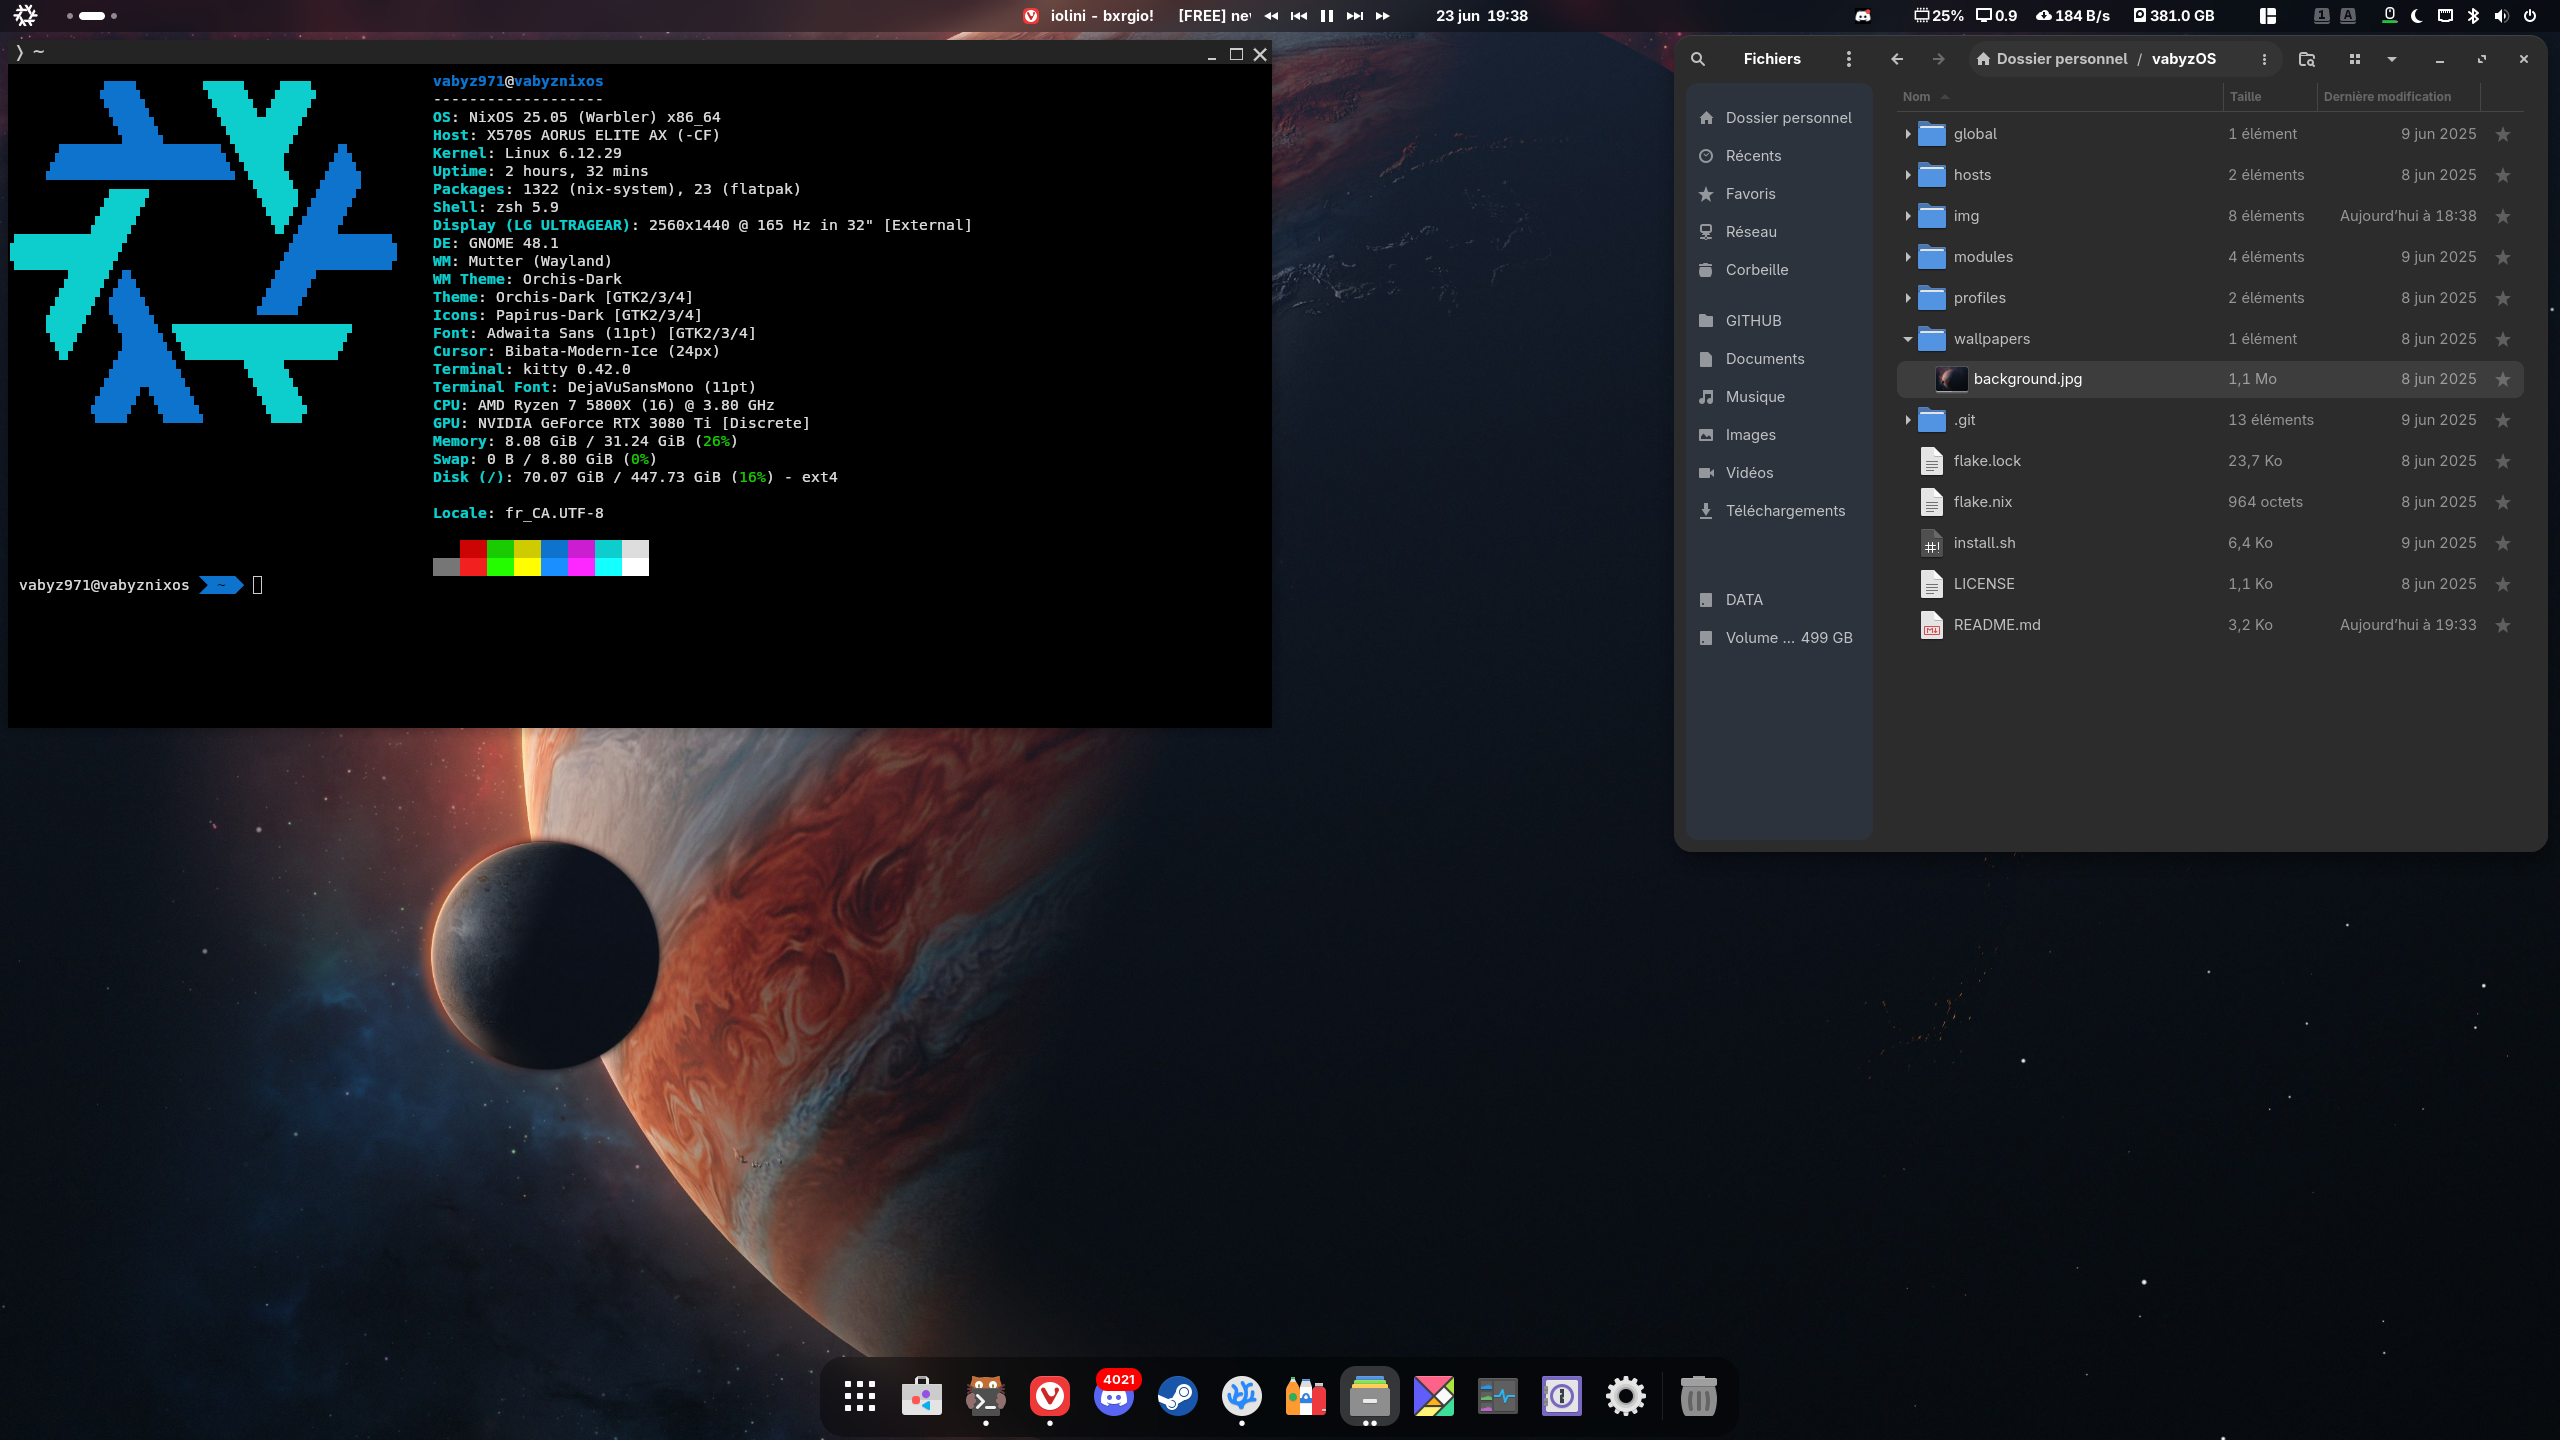 iolini - bxrgio! [FREE] nev
23 jun 19:38
25% 0.9 184 B/s 381.0 GB
1 A
❭ ~
vabyz971@vabyznixos
-------------------
OS: NixOS 25.05 (Warbler) x86_64
Host: X570S AORUS ELITE AX (-CF)
Kernel: Linux 6.12.29
Uptime: 2 hours, 32 mins
Packages: 1322 (nix-system), 23 (flatpak)
Shell: zsh 5.9
Display (LG ULTRAGEAR): 2560x1440 @ 165 Hz in 32" [External]
DE: GNOME 48.1
WM: Mutter (Wayland)
WM Theme: Orchis-Dark
Theme: Orchis-Dark [GTK2/3/4]
Icons: Papirus-Dark [GTK2/3/4]
Font: Adwaita Sans (11pt) [GTK2/3/4]
Cursor: Bibata-Modern-Ice (24px)
Terminal: kitty 0.42.0
Terminal Font: DejaVuSansMono (11pt)
CPU: AMD Ryzen 7 5800X (16) @ 3.80 GHz
GPU: NVIDIA GeForce RTX 3080 Ti [Discrete]
Memory: 8.08 GiB / 31.24 GiB (26%)
Swap: 0 B / 8.80 GiB (0%)
Disk (/): 70.07 GiB / 447.73 GiB (16%) - ext4
Locale: fr_CA.UTF-8
vabyz971@vabyznixos ~
Fichiers
Dossier personnel / vabyzOS
Dossier personnel
Récents
Favoris
Réseau
Corbeille
GITHUB
Documents
Musique
Images
Vidéos
Téléchargements
DATA
Volume ... 499 GB
Nom Taille Dernière modification
global 1 élément 9 jun 2025
hosts 2 éléments 8 jun 2025
img 8 éléments Aujourd'hui à 18:38
modules 4 éléments 9 jun 2025
profiles 2 éléments 8 jun 2025
wallpapers 1 élément 8 jun 2025
background.jpg 1,1 Mo 8 jun 2025
.git 13 éléments 9 jun 2025
flake.lock 23,7 Ko 8 jun 2025
flake.nix 964 octets 8 jun 2025
install.sh 6,4 Ko 9 jun 2025
LICENSE 1,1 Ko 8 jun 2025
README.md 3,2 Ko Aujourd'hui à 19:33
4021